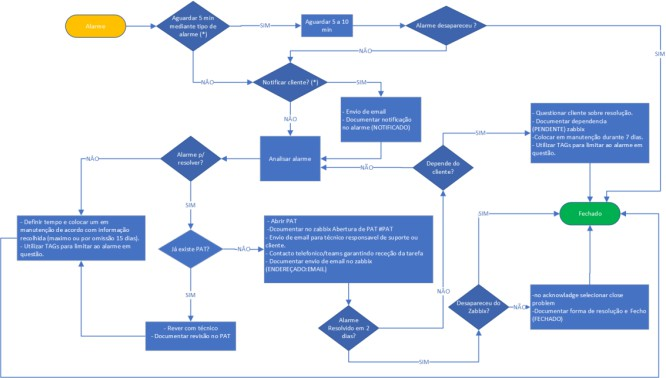 Alarme
Aguardar 5 min
mediante tipo de
alarme (*)
SIM
Aguardar 5 a 10
min
Alarme desapareceu ?
SIM
NÃO
NÃO
Notificar cliente? (*)
SIM
NÃO
- Envio de email
- Documentar notificação
no alarme (NOTIFICADO)
Analisar alarme
- Questionar cliente sobre resolução.
- Documentar dependencia
(PENDENTE) zabbix
-Colocar em manutenção durante 7 dias.
- Utilizar TAGs para limitar ao alarme em
questão.
SIM
Depende do
cliente?
NÃO
Alarme p/
resolver?
NÃO
SIM
- Definir tempo e colocar um em
manutenção de acordo com informação
recolhida (maximo ou por omissão 15 dias).
- Utilizar TAGs para limitar ao alarme em
questão.
Já existe PAT?
NÃO
SIM
- Abrir PAT
-Documentar no zabbix Abertura de PAT #PAT
- Envio de email para técnico responsavel de suporte ou
cliente.
- Contacto telefonico/teams garantindo receção da tarefa
- Documentar envio de email no zabbix
(ENDEREÇADO:EMAIL)
- Rever com técnico
- Documentar revisão no PAT
Alarme
Resolvido em 2
dias?
NÃO
SIM
Desapareceu do
Zabbix?
SIM
NÃO
-no acknowladge selecionar close
problem
-Documentar forma de resolução e Fecho
(FECHADO)
Fechado